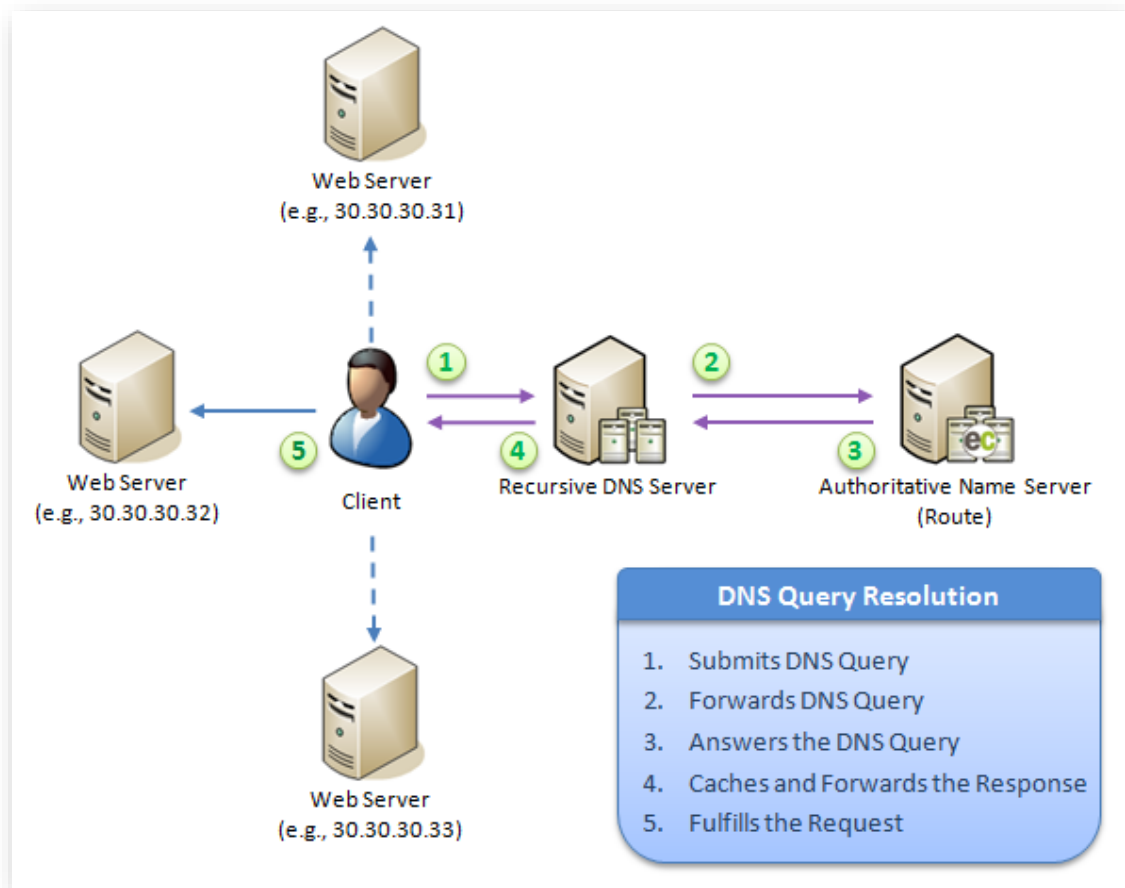 Web Server
(e.g., 30.30.30.31)
1
2
Web Server
(e.g., 30.30.30.32)
5
Client
4
Recursive DNS Server
3
ec
Authoritative Name Server
(Route)
Web Server
(e.g., 30.30.30.33)
DNS Query Resolution
1. Submits DNS Query
2. Forwards DNS Query
3. Answers the DNS Query
4. Caches and Forwards the Response
5. Fulfills the Request